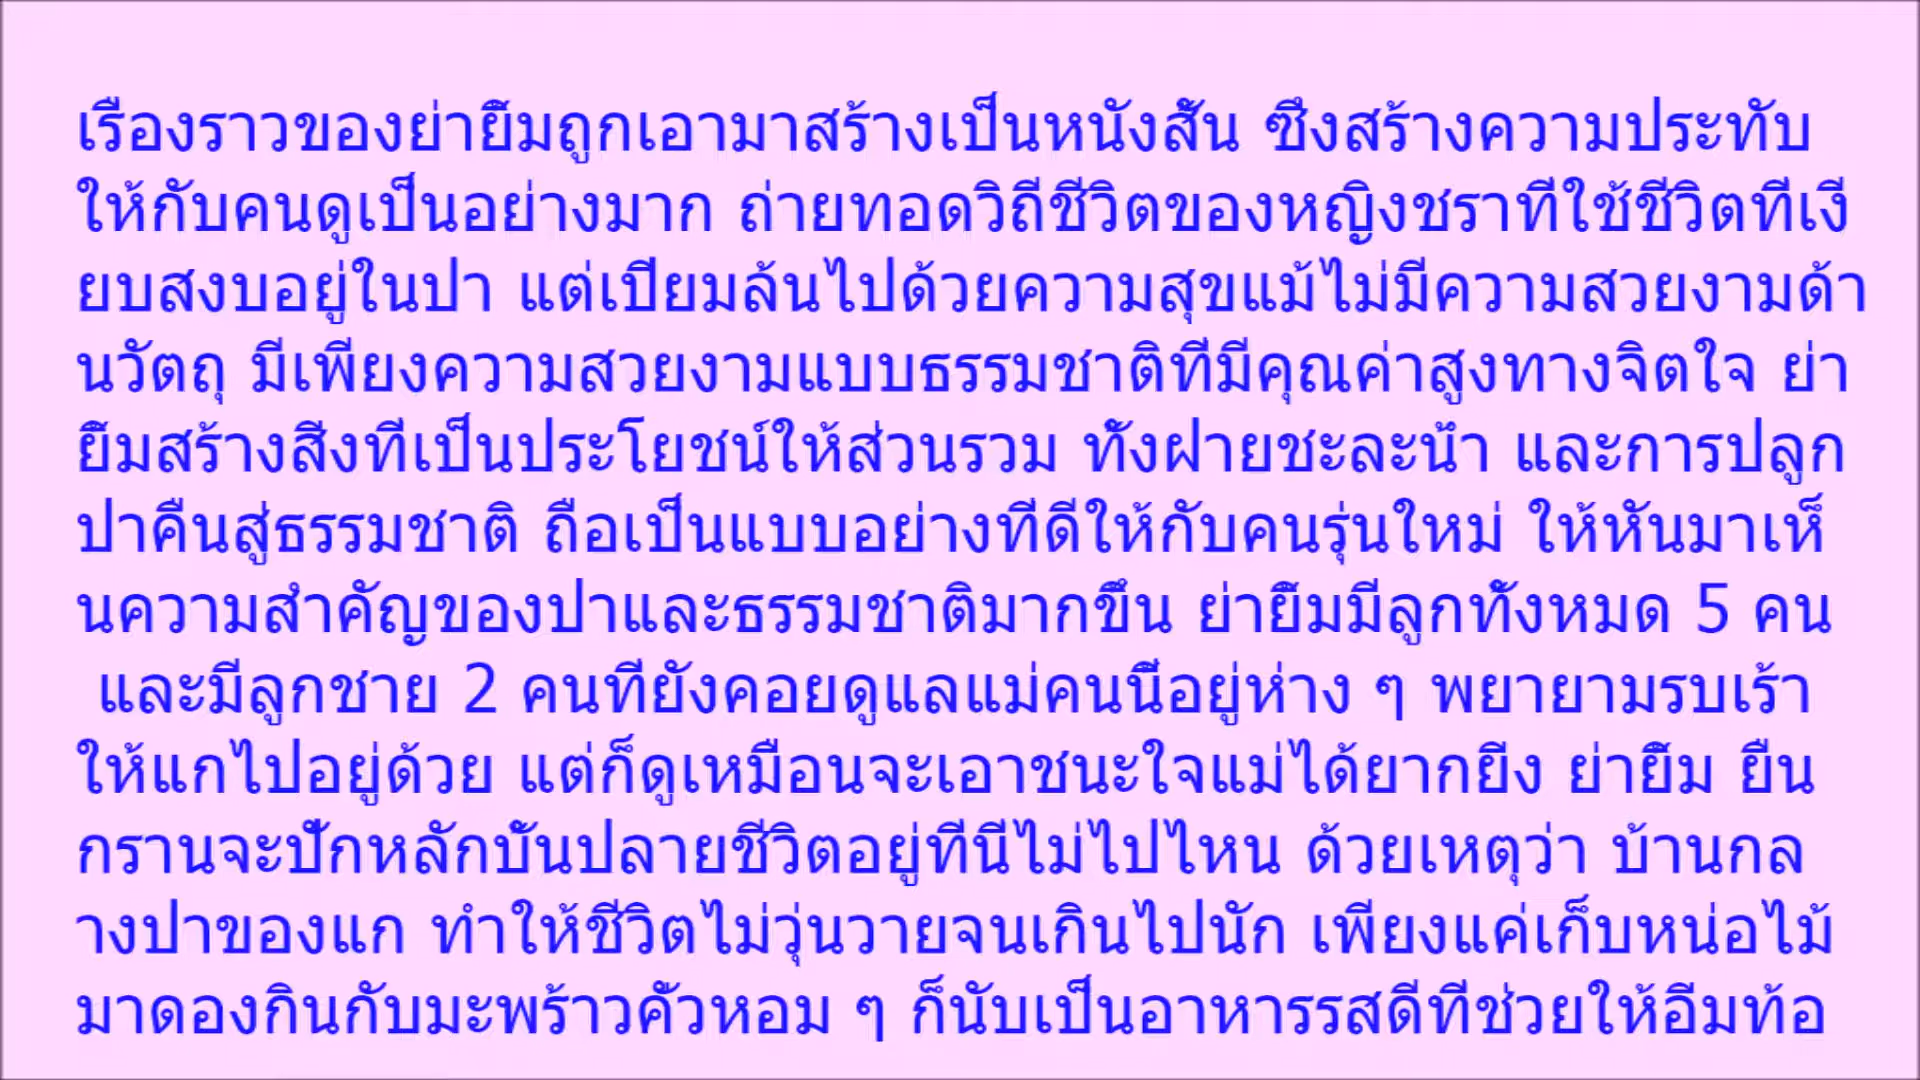 เรื่องราวของย่ายิ้มถูกเอามาสร้างเป็นหนังสั้น ซึ่งสร้างความประทับ
ให้กับคนดูเป็นอย่างมาก ถ่ายทอดวิถีชีวิตของหญิงชราที่ใช้ชีวิตที่เงี
ยบสงบอยู่ในป่า แต่เปี่ยมล้นไปด้วยความสุขแม้ไม่มีความสวยงามด้า
นวัตถุ มีเพียงความสวยงามแบบธรรมชาติที่มีคุณค่าสูงทางจิตใจ ย่า
ยิ้มสร้างสิ่งที่เป็นประโยชน์ให้ส่วนรวม ทั้งฝายชะละะน้ำ และการปลูก
ป่าคืนสู่ธรรมชาติ ถือเป็นแบบอย่างที่ดีให้กับคนรุ่นใหม่ ให้หันมาเห็
นความสำคัญของป่าและธรรมชาติมากขึ้น ย่ายิ้มมีลูกทั้งหมด 5 คน
และมีลูกชาย 2 คนที่ยังคอยดูแลแม่คนนี้อยู่ห่าง ๆ พยายามรบเร้า
ให้แกไปอยู่ด้วย แต่ก็ดูเหมือนจะเอาชนะใจแม่ได้ยากยิ่ง ย่ายิ้ม ยืน
กรานจะปักหลักบั้นปลายชีวิตอยู่ที่นี่ไม่ไปไหน ด้วยเหตุว่า บ้านกล
างป่าของแก ทำให้ชีวิตไม่วุ่นวายจนเกินไปนัก เพียงแค่เก็บหน่อไม้
มาดองกินกับมะพร้าวคั่วหอม ๆ ก็นับเป็นอาหารรสดีที่ช่วยให้อิ่มท้อ